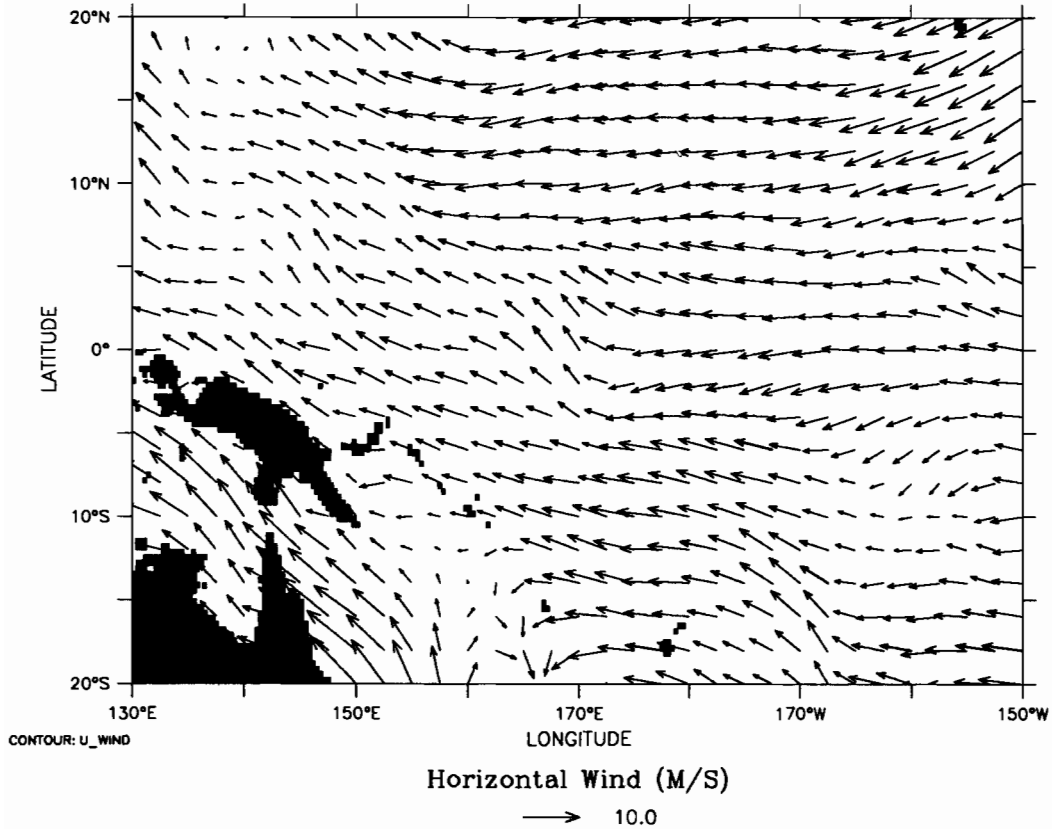 20°N
10°N
0°
10°S
20°S
LATITUDE
130°E
150°E
170°E
170°W
150°W
LONGITUDE
CONTOUR: U_WIND
Horizontal Wind (M/S)
10.0